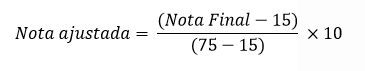 Nota ajustada = (Nota Final − 15) / (75 − 15) × 10